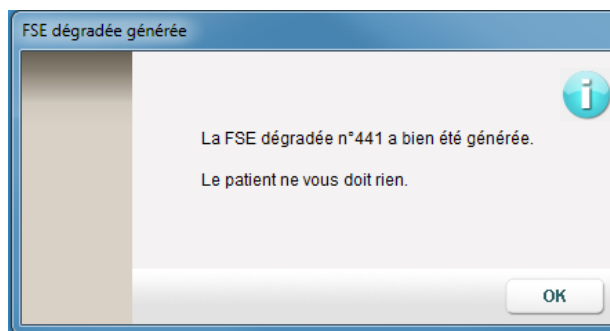 FSE dégradée générée
La FSE dégradée n°441 a bien été générée.
Le patient ne vous doit rien.
OK